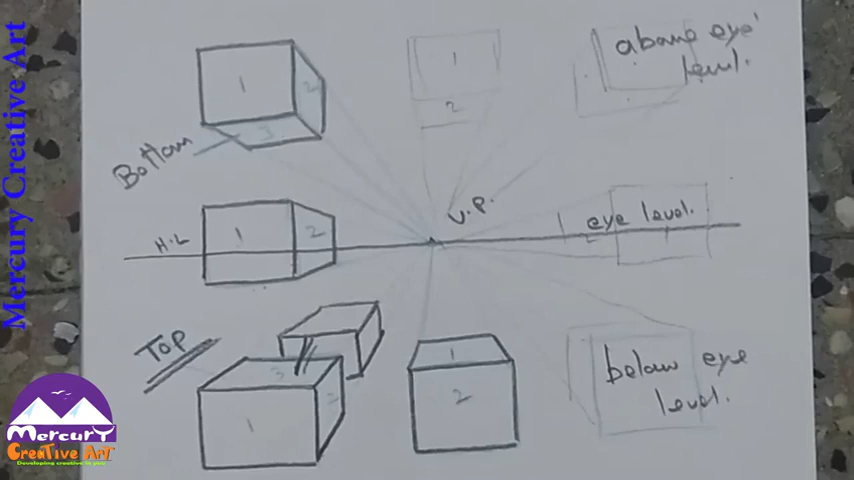 Mercury Creative Art
1
2
3
Bottom
1
2
above eye
level.
H.L
1
2
V.P.
eye level.
1
TOP
3
1
2
1
2
below eye
level.
MercurY
CreaTive Art
Developing creative in you